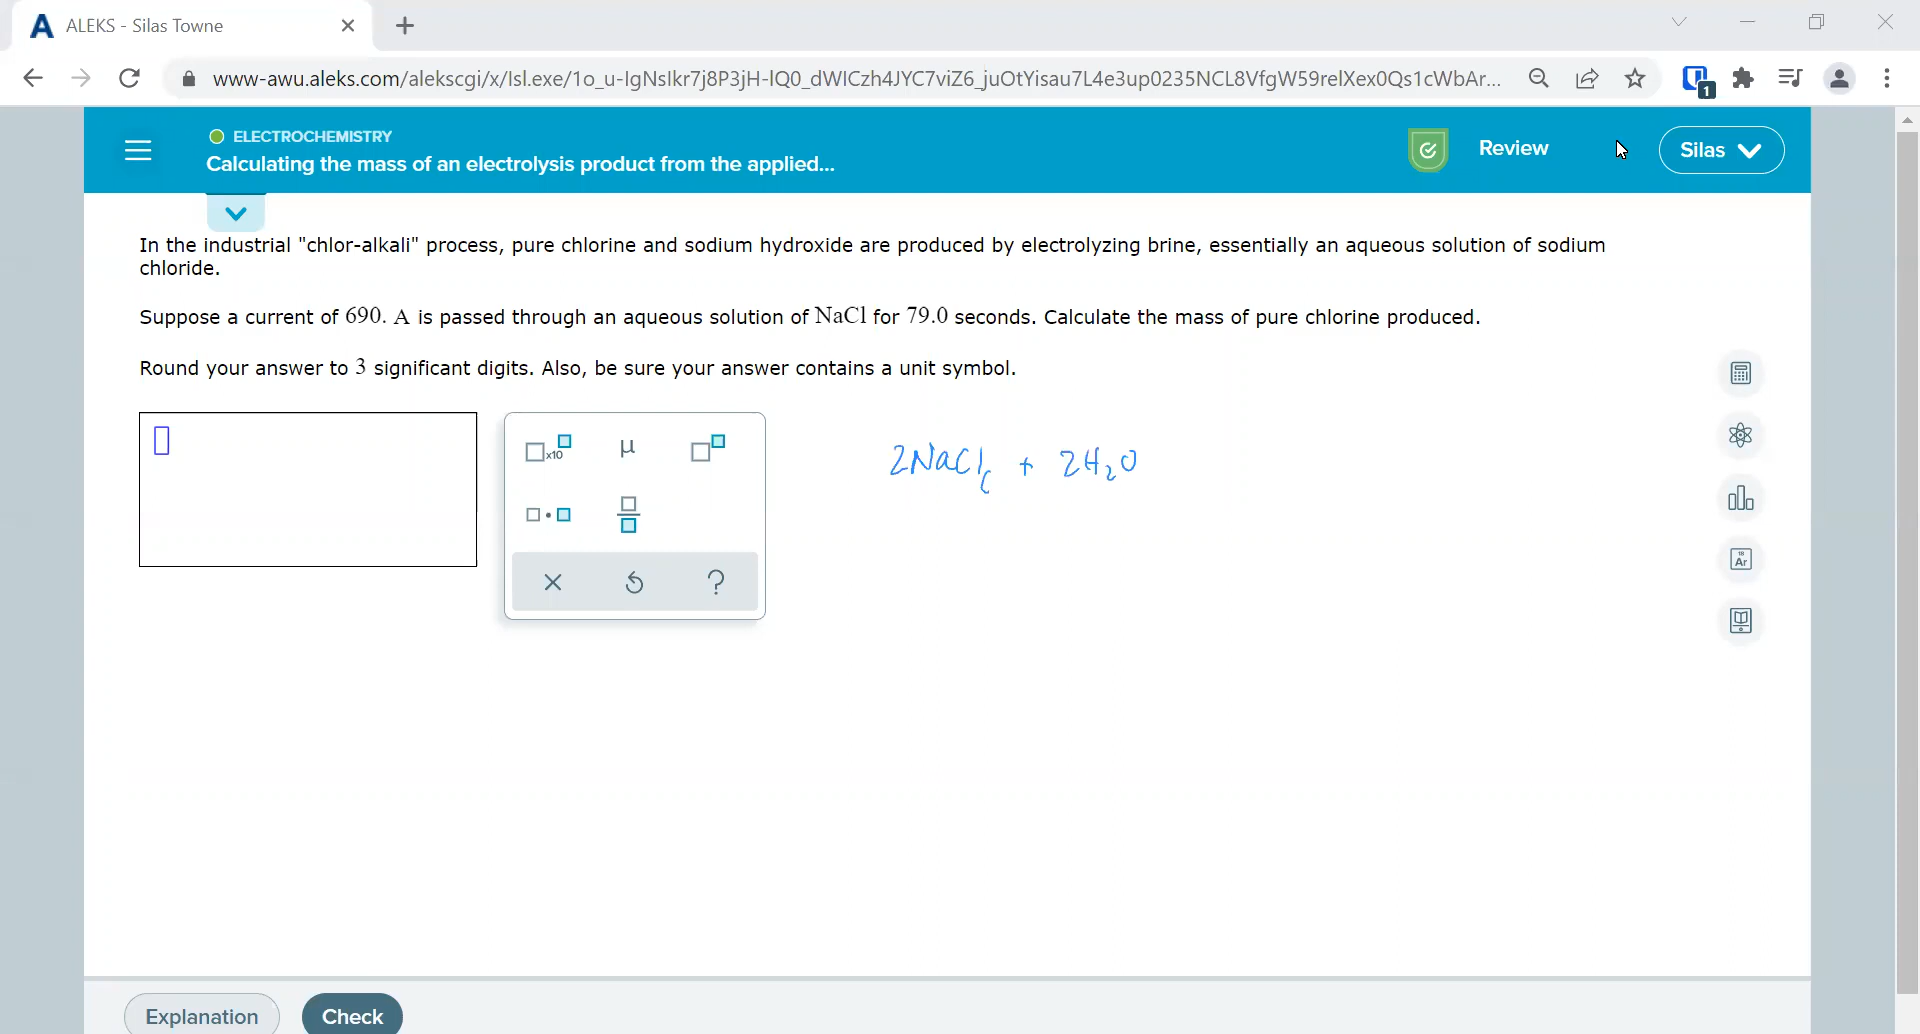 ALEKS - Silas Towne
www-awu.aleks.com/alekscgi/x/Isl.exe/1o_u-IgNsIkr7j8P3jH-lQ0_dWICzh4JYC7viZ6_juOtYisau7L4e3up0235NCL8VfgW59relXex0Qs1cWbAr...
1
ELECTROCHEMISTRY
Calculating the mass of an electrolysis product from the applied...
Review
Silas
In the industrial "chlor-alkali" process, pure chlorine and sodium hydroxide are produced by electrolyzing brine, essentially an aqueous solution of sodium
chloride.
Suppose a current of 690. A is passed through an aqueous solution of NaCl for 79.0 seconds. Calculate the mass of pure chlorine produced.
Round your answer to 3 significant digits. Also, be sure your answer contains a unit symbol.
x10
μ
?
2NaCl + 2H₂O
18
Ar
Explanation
Check